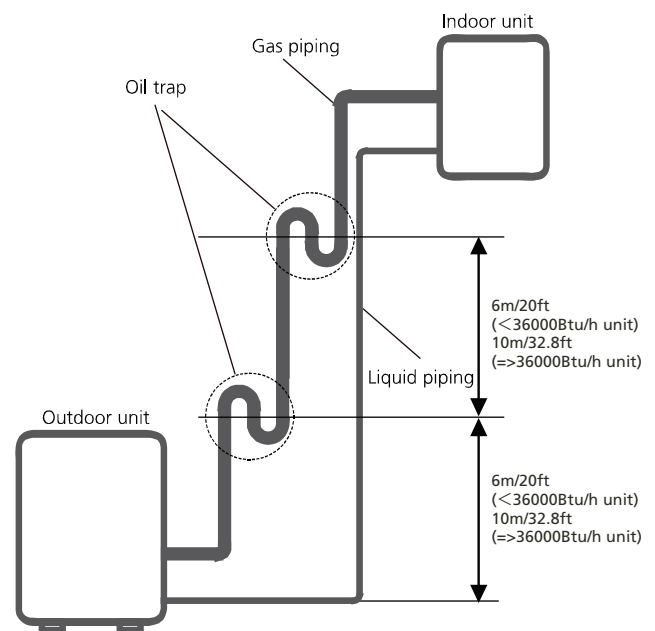 Indoor unit
Gas piping
Oil trap
6m/20ft
(<36000Btu/h unit)
10m/32.8ft
(=>36000Btu/h unit)
Liquid piping
Outdoor unit
6m/20ft
(<36000Btu/h unit)
10m/32.8ft
(=>36000Btu/h unit)